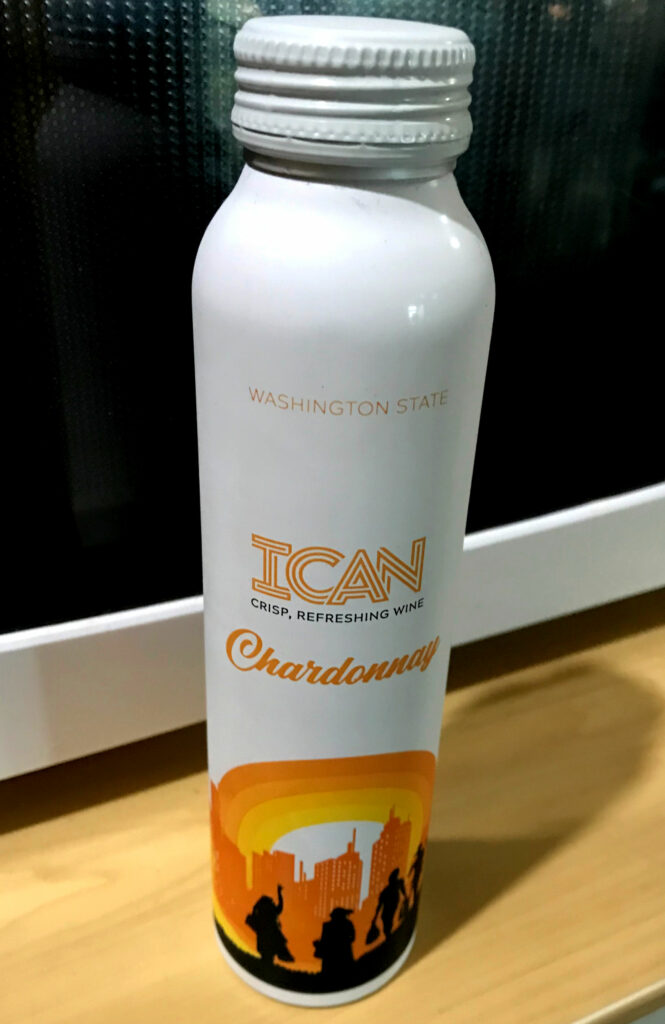 WASHINGTON STATE
ICAN
CRISP, REFRESHING WINE
Chardonnay